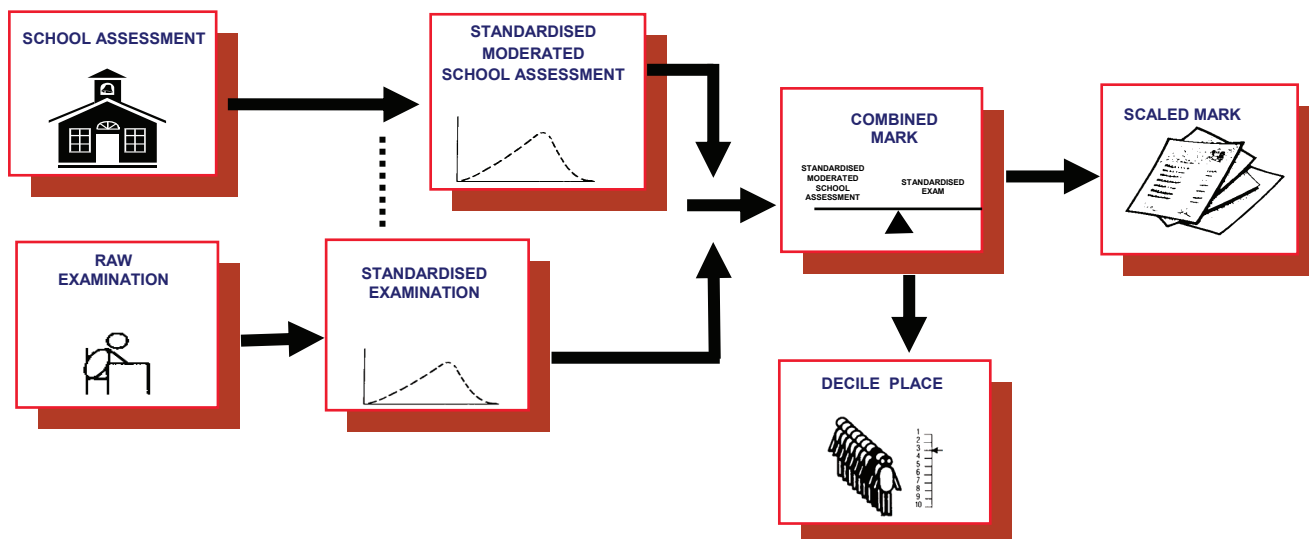 SCHOOL ASSESSMENT
STANDARDISED
MODERATED
SCHOOL ASSESSMENT
RAW
EXAMINATION
STANDARDISED
EXAMINATION
COMBINED
MARK
STANDARDISED
MODERATED
SCHOOL
ASSESSMENT
STANDARDISED
EXAM
SCALED MARK
DECILE PLACE
1
2
3
4
5
6
7
8
9
10